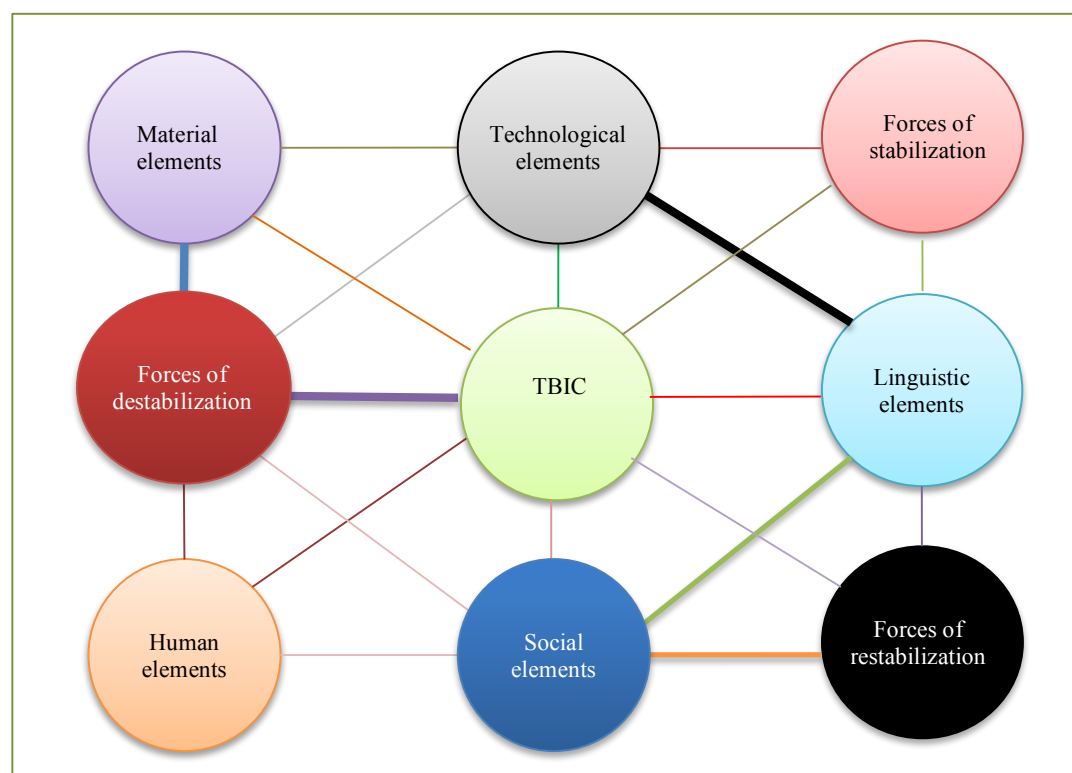 Material
elements
Technological
elements
Forces of
stabilization
Forces of
destabilization
TBIC
Linguistic
elements
Human
elements
Social
elements
Forces of
restabilization